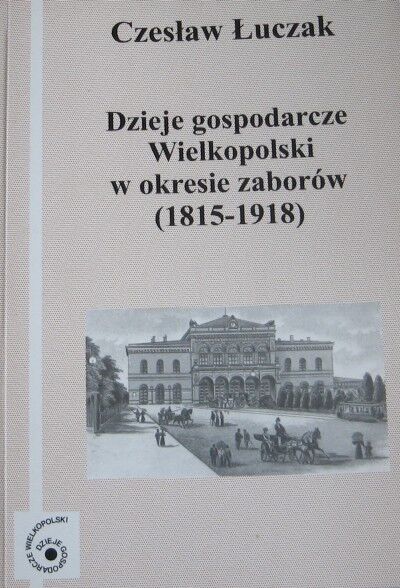 Czesław Łuczak
Dzieje gospodarcze
Wielkopolski
w okresie zaborów
(1815-1918)
DZIEJE GOSPODARCZE WIELKOPOLSKI